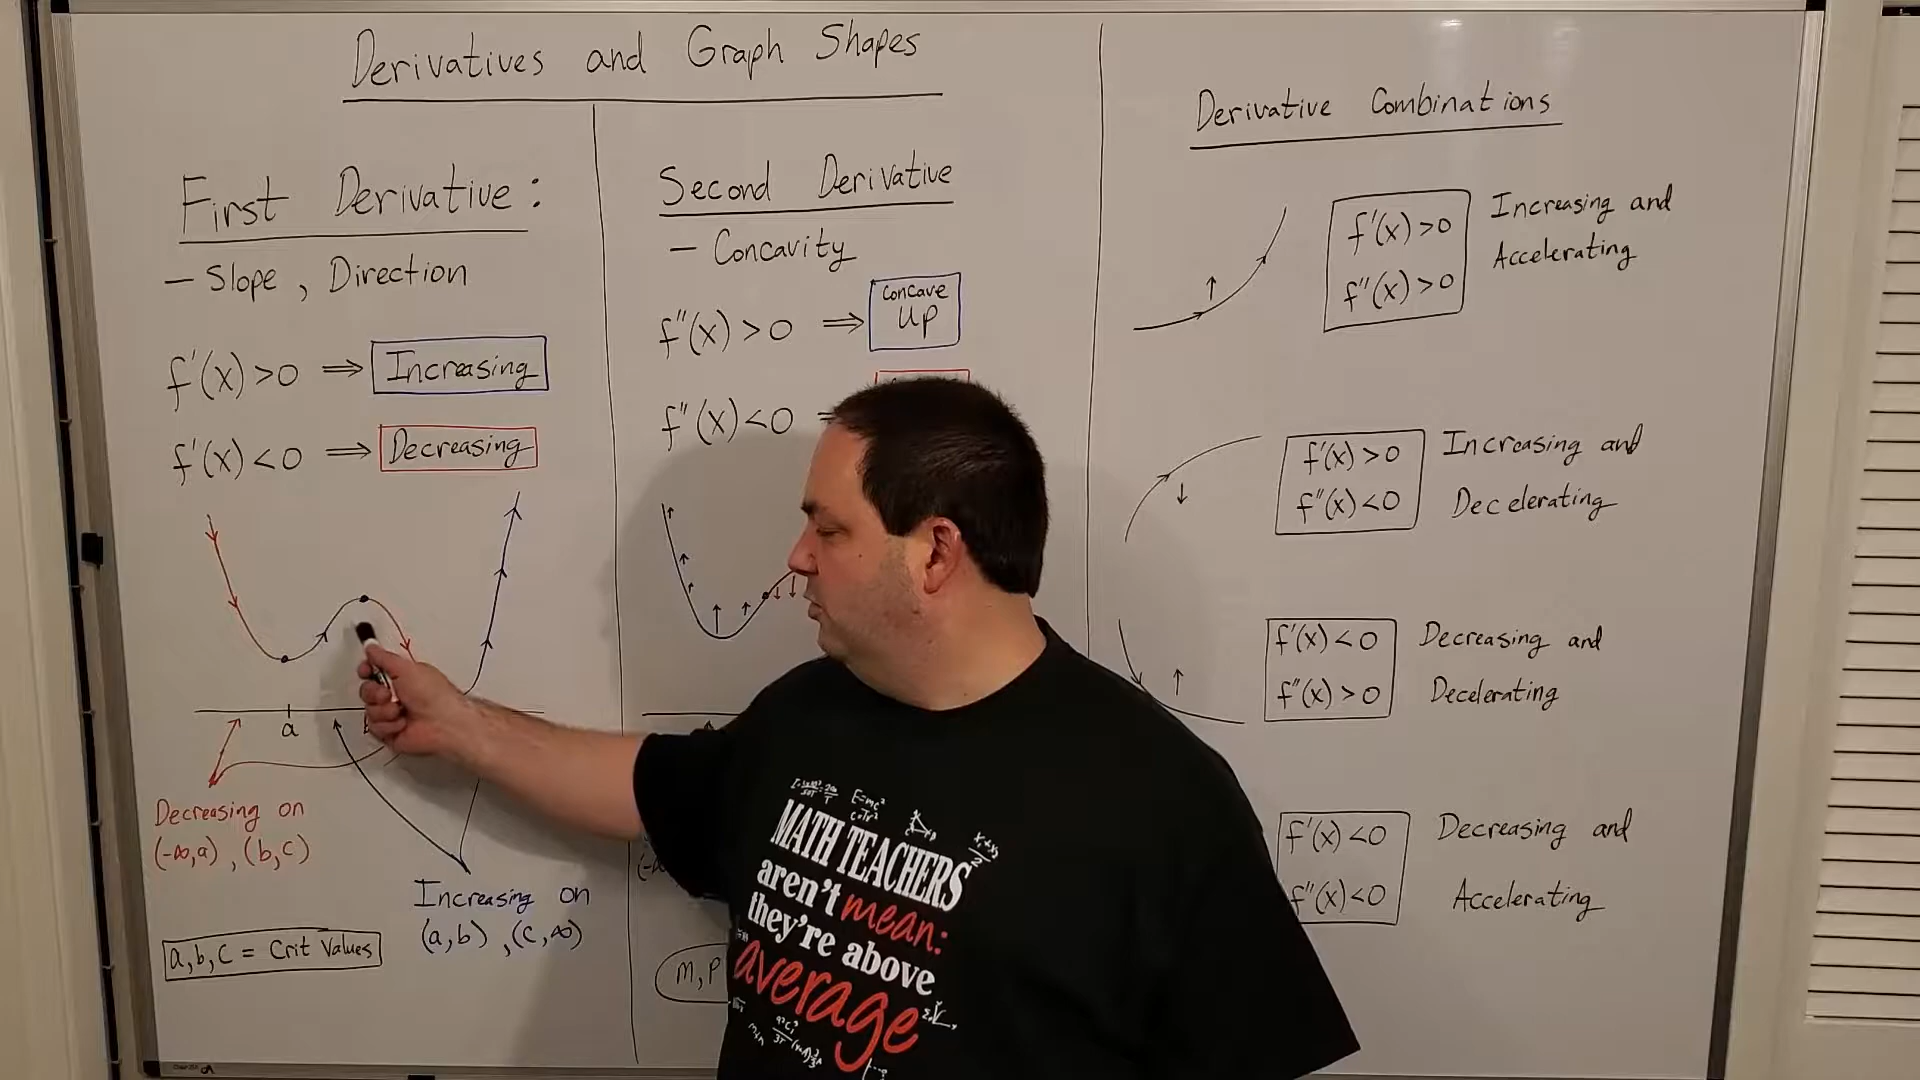 Derivatives and Graph Shapes
First Derivative:
– Slope, Direction
f'(x) > 0 ⟹ Increasing
f'(x) < 0 ⟹ Decreasing
a
Decreasing on
(-∞,a), (b,c)
Increasing on
(a,b), (c,∞)
a,b,c = Crit Values
Second Derivative
– Concavity
f''(x) > 0 ⟹ Concave
Up
f''(x) < 0
m, p
Derivative Combinations
f'(x) > 0
f''(x) > 0
Increasing and
Accelerating
f'(x) > 0
f''(x) < 0
Increasing and
Decelerating
f'(x) < 0
f''(x) > 0
Decreasing and
Decelerating
f'(x) < 0
f''(x) < 0
Decreasing and
Accelerating
E=mc²
MATH TEACHERS
aren't mean:
they're above
average